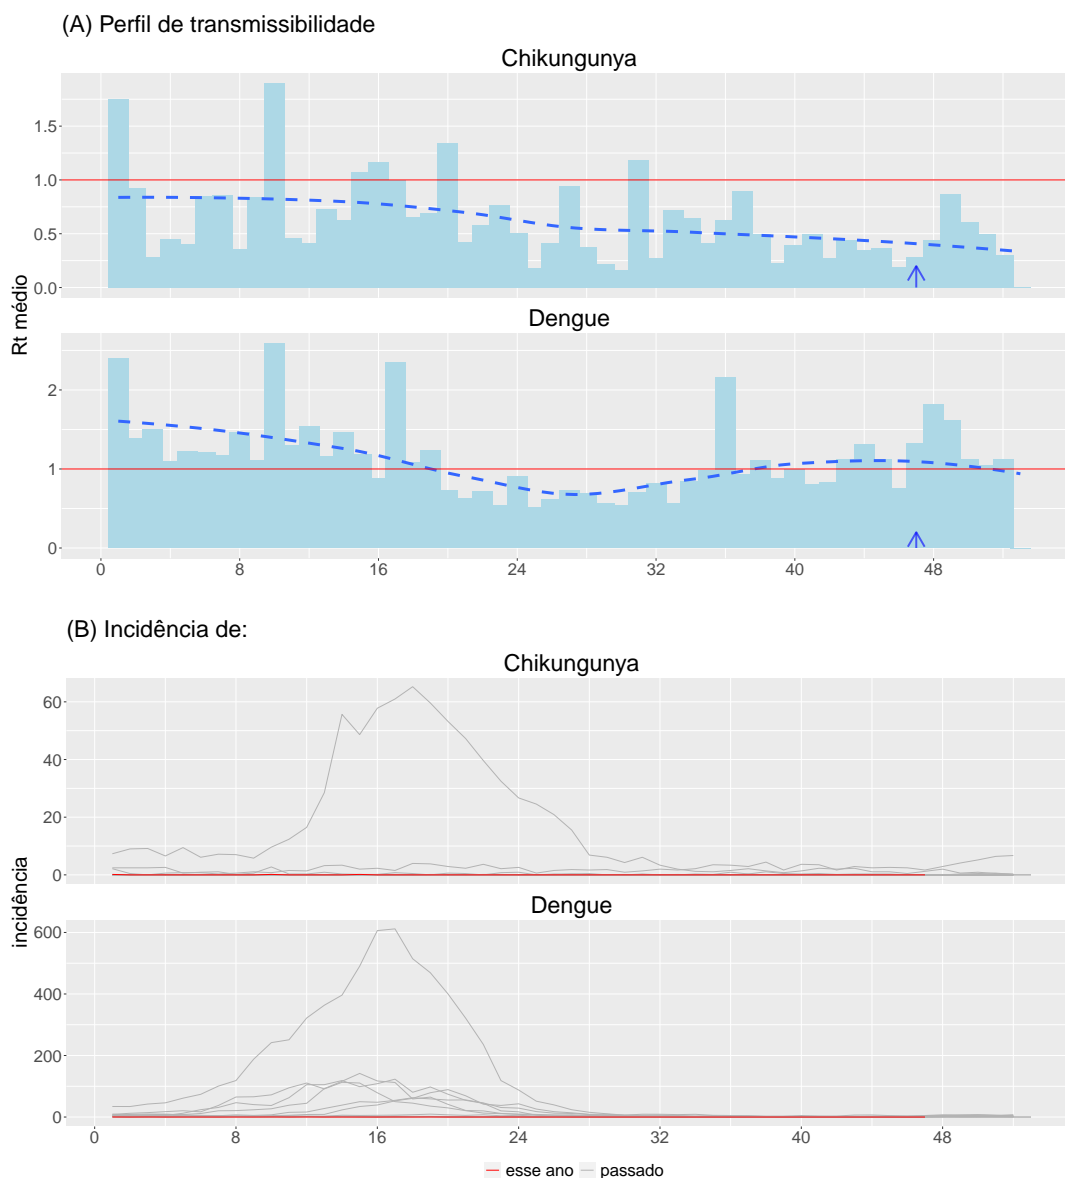 (A) Perfil de transmissibilidade
Chikungunya
1.5
1.0
0.5
0.0
Dengue
2
1
0
Rt médio
0 8 16 24 32 40 48
(B) Incidência de:
Chikungunya
60
40
20
0
Dengue
600
400
200
0
incidência
0 8 16 24 32 40 48
esse ano passado